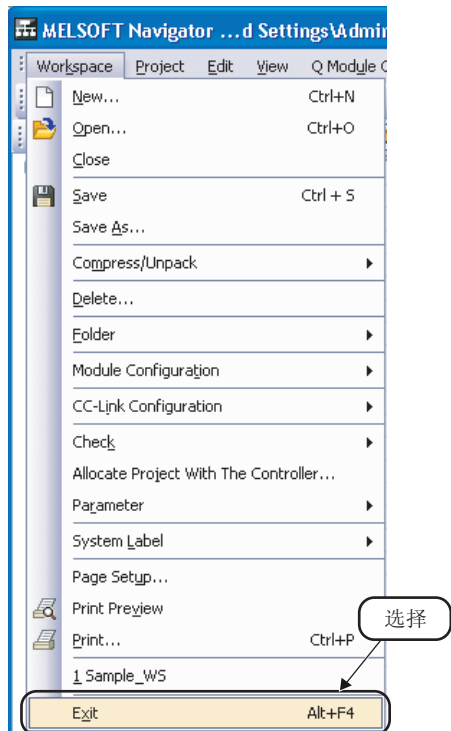 MELSOFT Navigator ...d Settings\Admin
Workspace Project Edit View Q Module C
New... Ctrl+N
Open... Ctrl+O
Close
Save Ctrl + S
Save As...
Compress/Unpack
Delete...
Folder
Module Configuration
CC-Link Configuration
Check
Allocate Project With The Controller...
Parameter
System Label
Page Setup...
Print Preview
选择
Print... Ctrl+P
1 Sample_WS
Exit Alt+F4